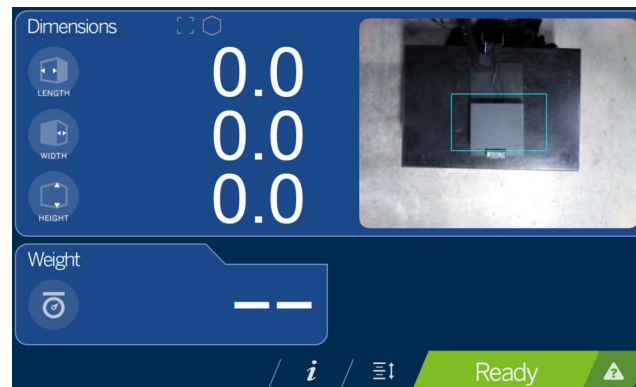 Dimensions
LENGTH
0.0
WIDTH
0.0
HEIGHT
0.0
Weight
— —
i
Ready
?